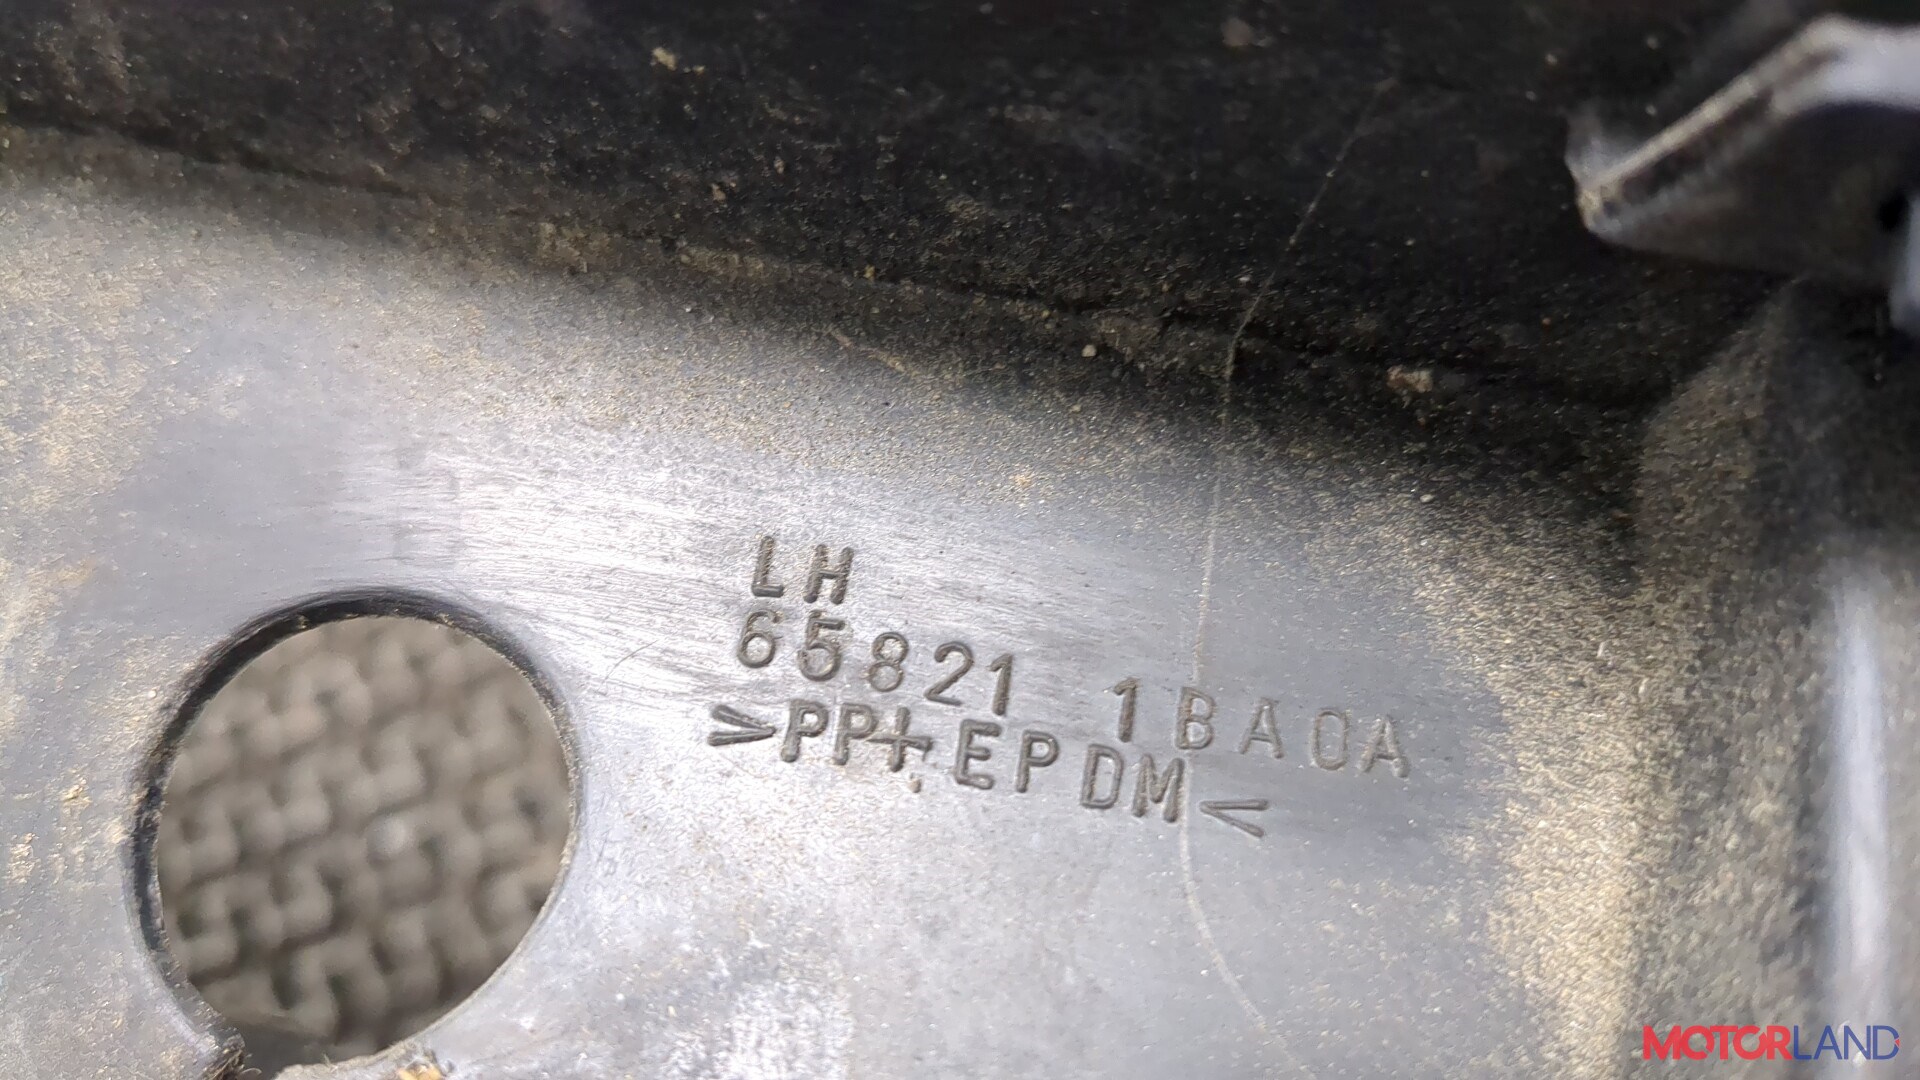 LH
65821 1BA0A
>PP+EPDM<
MOTORLAND